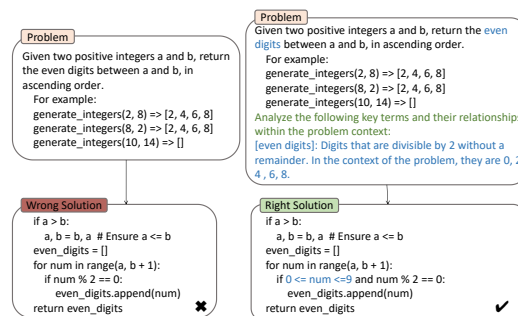 Problem
Given two positive integers a and b, return
the even digits between a and b, in
ascending order.
For example:
generate_integers(2, 8) => [2, 4, 6, 8]
generate_integers(8, 2) => [2, 4, 6, 8]
generate_integers(10, 14) => []
Wrong Solution
if a > b:
a, b = b, a # Ensure a <= b
even_digits = []
for num in range(a, b + 1):
if num % 2 == 0:
even_digits.append(num)
return even_digits
✖
Problem
Given two positive integers a and b, return the even
digits between a and b, in ascending order.
For example:
generate_integers(2, 8) => [2, 4, 6, 8]
generate_integers(8, 2) => [2, 4, 6, 8]
generate_integers(10, 14) => []
Analyze the following key terms and their relationships
within the problem context:
[even digits]: Digits that are divisible by 2 without a
remainder. In the context of the problem, they are 0, 2
4 , 6, 8.
Right Solution
if a > b:
a, b = b, a # Ensure a <= b
even_digits = []
for num in range(a, b + 1):
if 0 <= num <=9 and num % 2 == 0:
even_digits.append(num)
return even_digits
✔